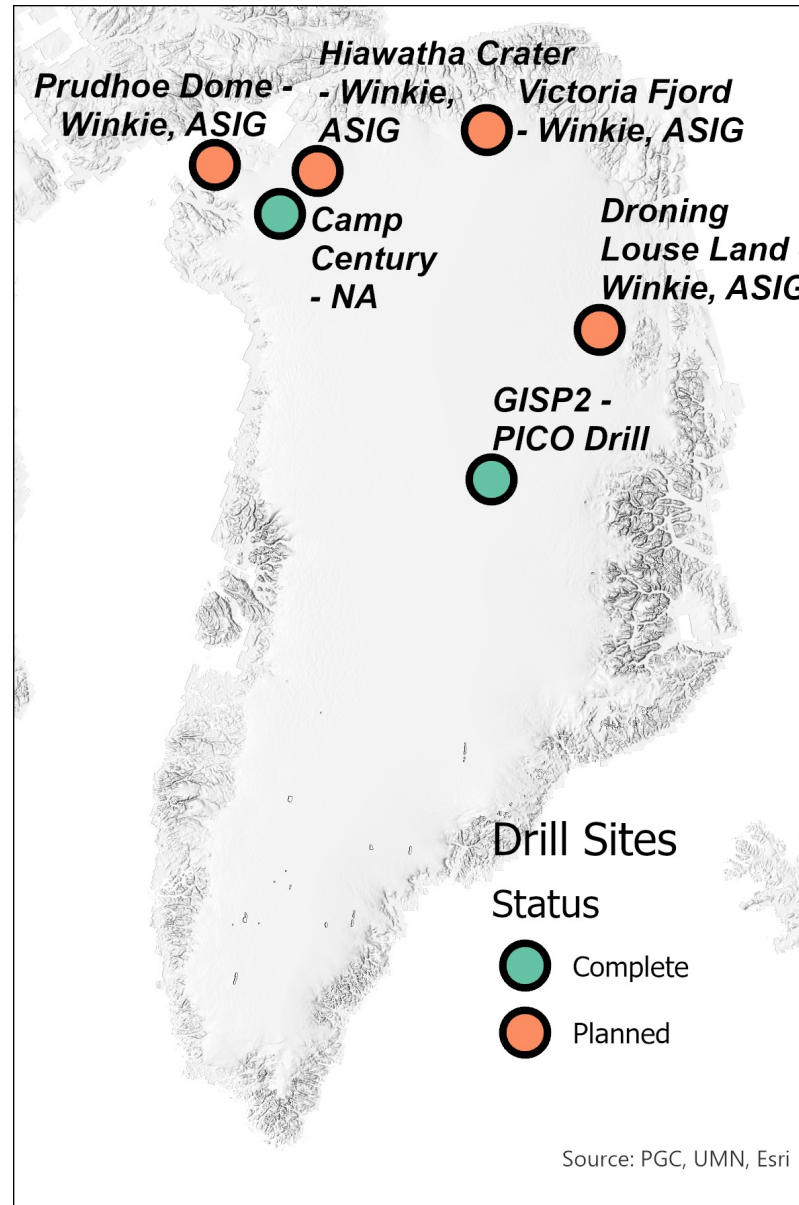 Prudhoe Dome -
Winkie, ASIG
Hiawatha Crater
- Winkie,
ASIG
Victoria Fjord
- Winkie, ASIG
Camp
Century
- NA
Droning
Louse Land
Winkie, ASIG
GISP2 -
PICO Drill
Drill Sites
Status
Complete
Planned
Source: PGC, UMN, Esri